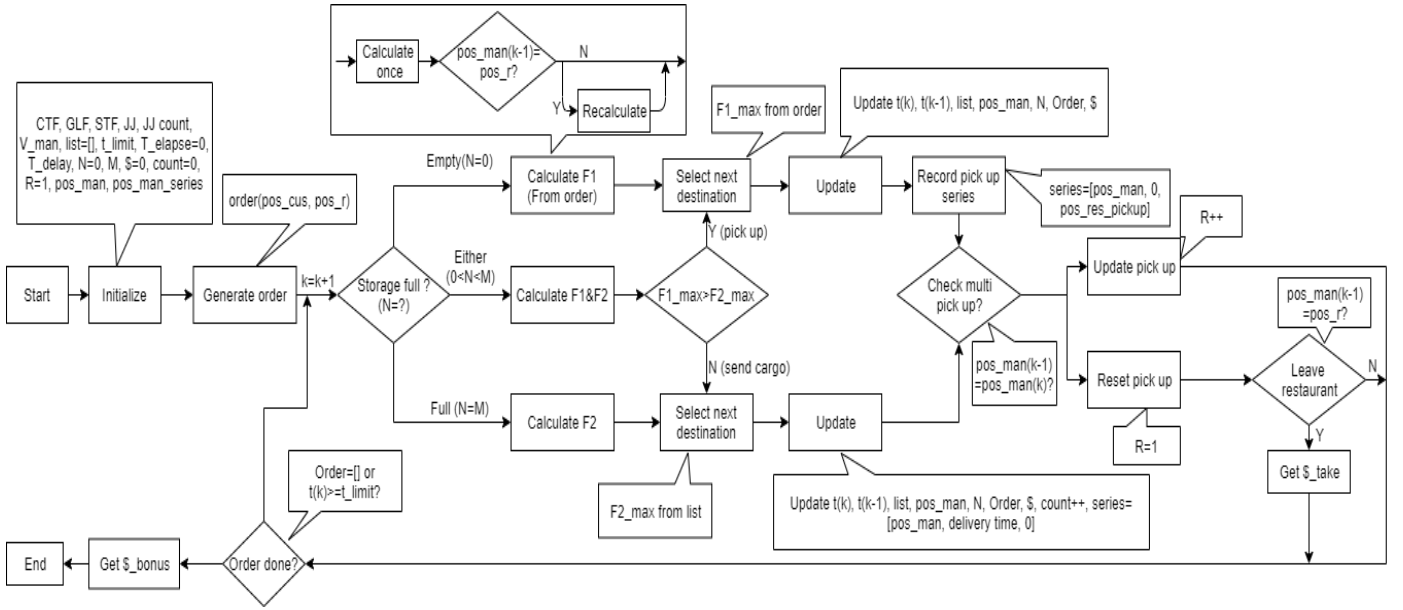 Calculate
once
pos_man(k-1)=
pos_r?
N
Y
Recalculate
CTF, GLF, STF, JJ, JJ count,
V_man, list=[], t_limit, T_elapse=0,
T_delay, N=0, M, $=0, count=0,
R=1, pos_man, pos_man_series
order(pos_cus, pos_r)
F1_max from order
Update t(k), t(k-1), list, pos_man, N, Order, $
Empty(N=0)
Calculate F1
(From order)
Select next
destination
Update
Record pick up
series
series=[pos_man, 0,
pos_res_pickup]
R++
Y (pick up)
Start
Initialize
Generate order
k=k+1
Storage full ?
(N=?)
Either
(0<N<M)
Calculate F1&F2
F1_max>F2_max
Check multi
pick up?
Update pick up
pos_man(k-1)
=pos_r?
pos_man(k-1)
=pos_man(k)?
N (send cargo)
Reset pick up
Leave
restaurant
N
Y
R=1
Full (N=M)
Calculate F2
Select next
destination
Update
Get $_take
Order=[] or
t(k)>=t_limit?
F2_max from list
Update t(k), t(k-1), list, pos_man, N, Order, $, count++, series=
[pos_man, delivery time, 0]
End
Get $_bonus
Order done?